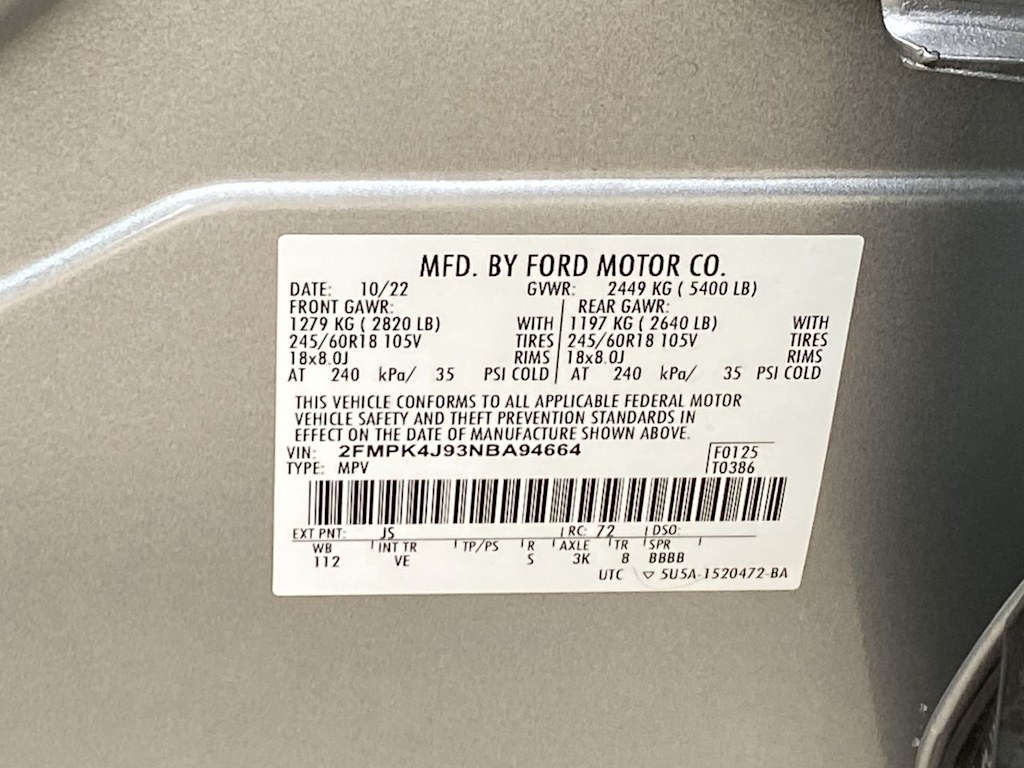 MFD. BY FORD MOTOR CO.
DATE: 10/22 GVWR: 2449 KG ( 5400 LB)
FRONT GAWR: REAR GAWR:
1279 KG ( 2820 LB) WITH 1197 KG ( 2640 LB) WITH
245/60R18 105V TIRES 245/60R18 105V TIRES
18x8.0J RIMS 18x8.0J RIMS
AT 240 kPa/ 35 PSI COLD AT 240 kPa/ 35 PSI COLD
THIS VEHICLE CONFORMS TO ALL APPLICABLE FEDERAL MOTOR
VEHICLE SAFETY AND THEFT PREVENTION STANDARDS IN
EFFECT ON THE DATE OF MANUFACTURE SHOWN ABOVE.
VIN: 2FMPK4J93NBA94664 F0125
TYPE: MPV T0386
EXT PNT: JS RC: 72 DSO:
WB INT TR TP/PS R AXLE TR SPR
112 VE S 3K 8 BBBB
UTC ▽ 5U5A-1520472-BA